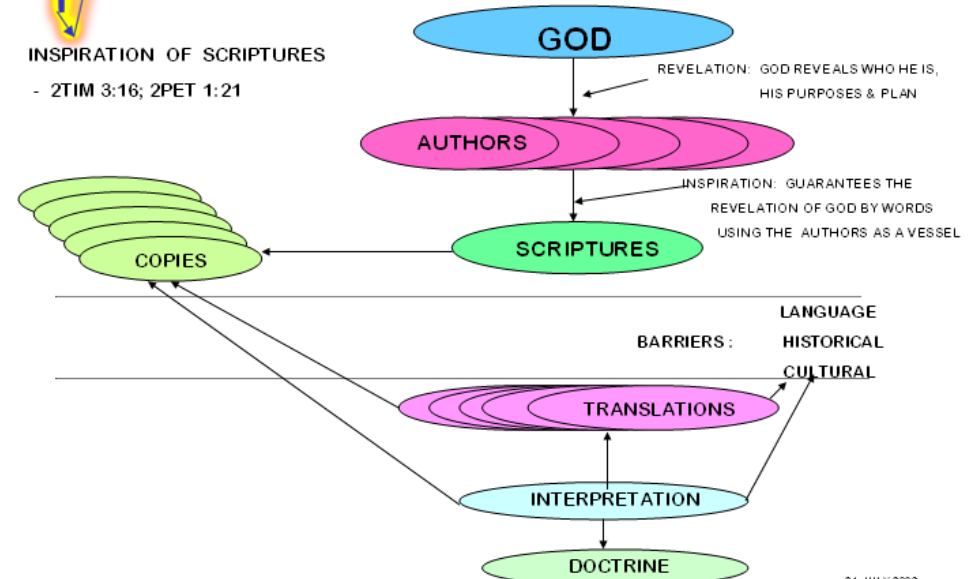 INSPIRATION OF SCRIPTURES
- 2TIM 3:16; 2PET 1:21
GOD
REVELATION: GOD REVEALS WHO HE IS,
HIS PURPOSES & PLAN
AUTHORS
INSPIRATION: GUARANTEES THE
REVELATION OF GOD BY WORDS
USING THE AUTHORS AS A VESSEL
SCRIPTURES
COPIES
LANGUAGE
BARRIERS : HISTORICAL
CULTURAL
TRANSLATIONS
INTERPRETATION
DOCTRINE